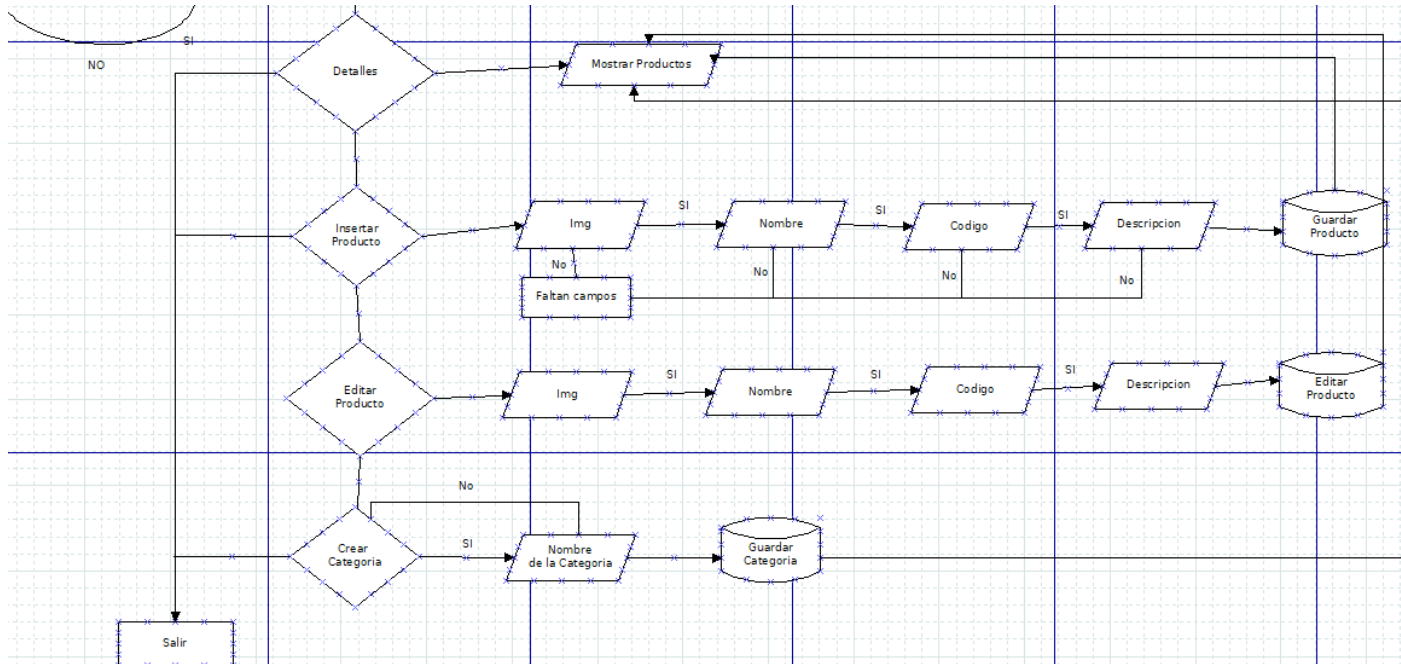 SI
NO
Detalles
Mostrar Productos
Insertar
Producto
Img
SI
Nombre
SI
Codigo
SI
Descripcion
Guardar
Producto
No
No
No
No
Faltan campos
Editar
Producto
Img
SI
Nombre
SI
Codigo
SI
Descripcion
Editar
Producto
No
Crear
Categoria
SI
Nombre
de la Categoria
Guardar
Categoria
Salir